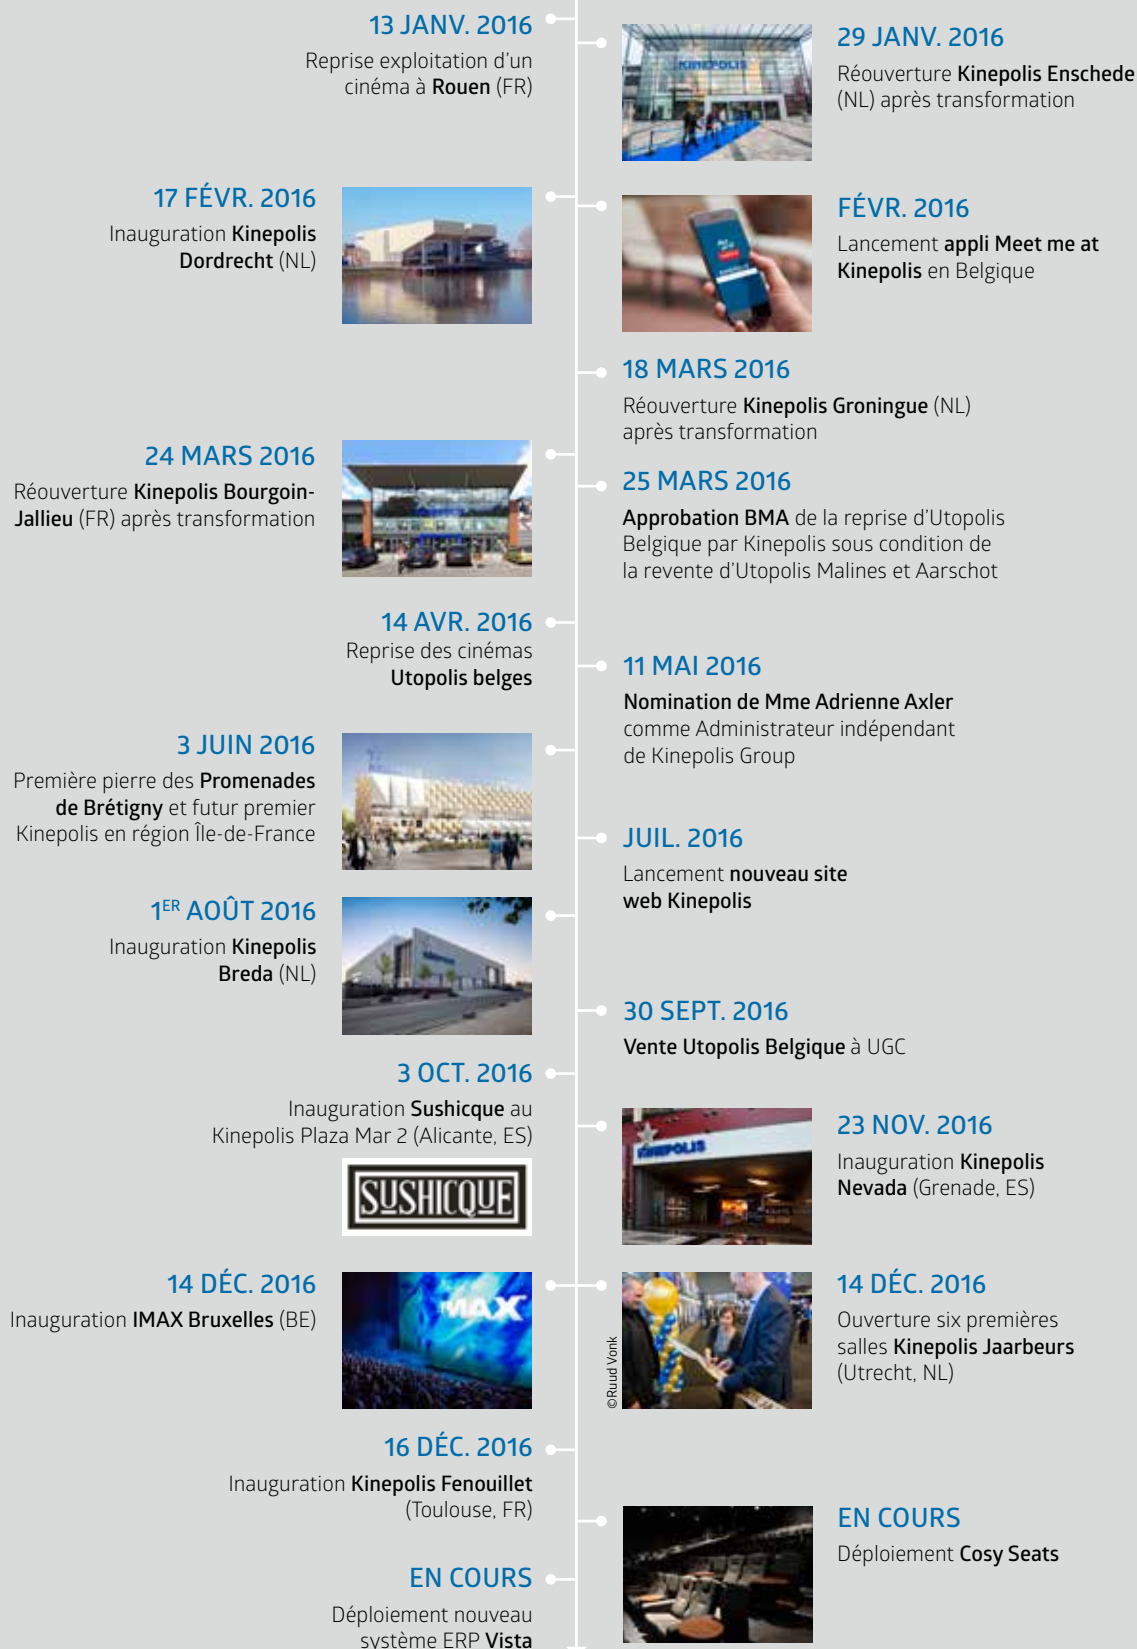 13 JANV. 2016
Reprise exploitation d'un
cinéma à Rouen (FR)
KINEPOLIS
29 JANV. 2016
Réouverture Kinepolis Enschede
(NL) après transformation
17 FÉVR. 2016
Inauguration Kinepolis
Dordrecht (NL)
FÉVR. 2016
Lancement appli Meet me at
Kinepolis en Belgique
18 MARS 2016
Réouverture Kinepolis Groningue (NL)
après transformation
24 MARS 2016
Réouverture Kinepolis Bourgoin-
Jallieu (FR) après transformation
25 MARS 2016
Approbation BMA de la reprise d'Utopolis
Belgique par Kinepolis sous condition de
la revente d'Utopolis Malines et Aarschot
14 AVR. 2016
Reprise des cinémas
Utopolis belges
11 MAI 2016
Nomination de Mme Adrienne Axler
comme Administrateur indépendant
de Kinepolis Group
3 JUIN 2016
Première pierre des Promenades
de Brétigny et futur premier
Kinepolis en région Île-de-France
JUIL. 2016
Lancement nouveau site
web Kinepolis
1ER AOÛT 2016
Inauguration Kinepolis
Breda (NL)
KINEPOLIS
30 SEPT. 2016
Vente Utopolis Belgique à UGC
3 OCT. 2016
Inauguration Sushicque au
Kinepolis Plaza Mar 2 (Alicante, ES)
SUSHICQUE
KINEPOLIS
23 NOV. 2016
Inauguration Kinepolis
Nevada (Grenade, ES)
14 DÉC. 2016
Inauguration IMAX Bruxelles (BE)
IMAX
©Ruud Vonk
14 DÉC. 2016
Ouverture six premières
salles Kinepolis Jaarbeurs
(Utrecht, NL)
16 DÉC. 2016
Inauguration Kinepolis Fenouillet
(Toulouse, FR)
EN COURS
Déploiement Cosy Seats
EN COURS
Déploiement nouveau
système ERP Vista